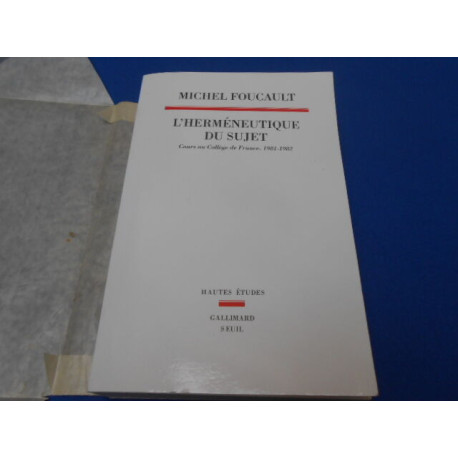 MICHEL FOUCAULT
L'HERMÉNEUTIQUE
DU SUJET
Cours au Collège de France. 1981-1982
HAUTES ÉTUDES
GALLIMARD
SEUIL